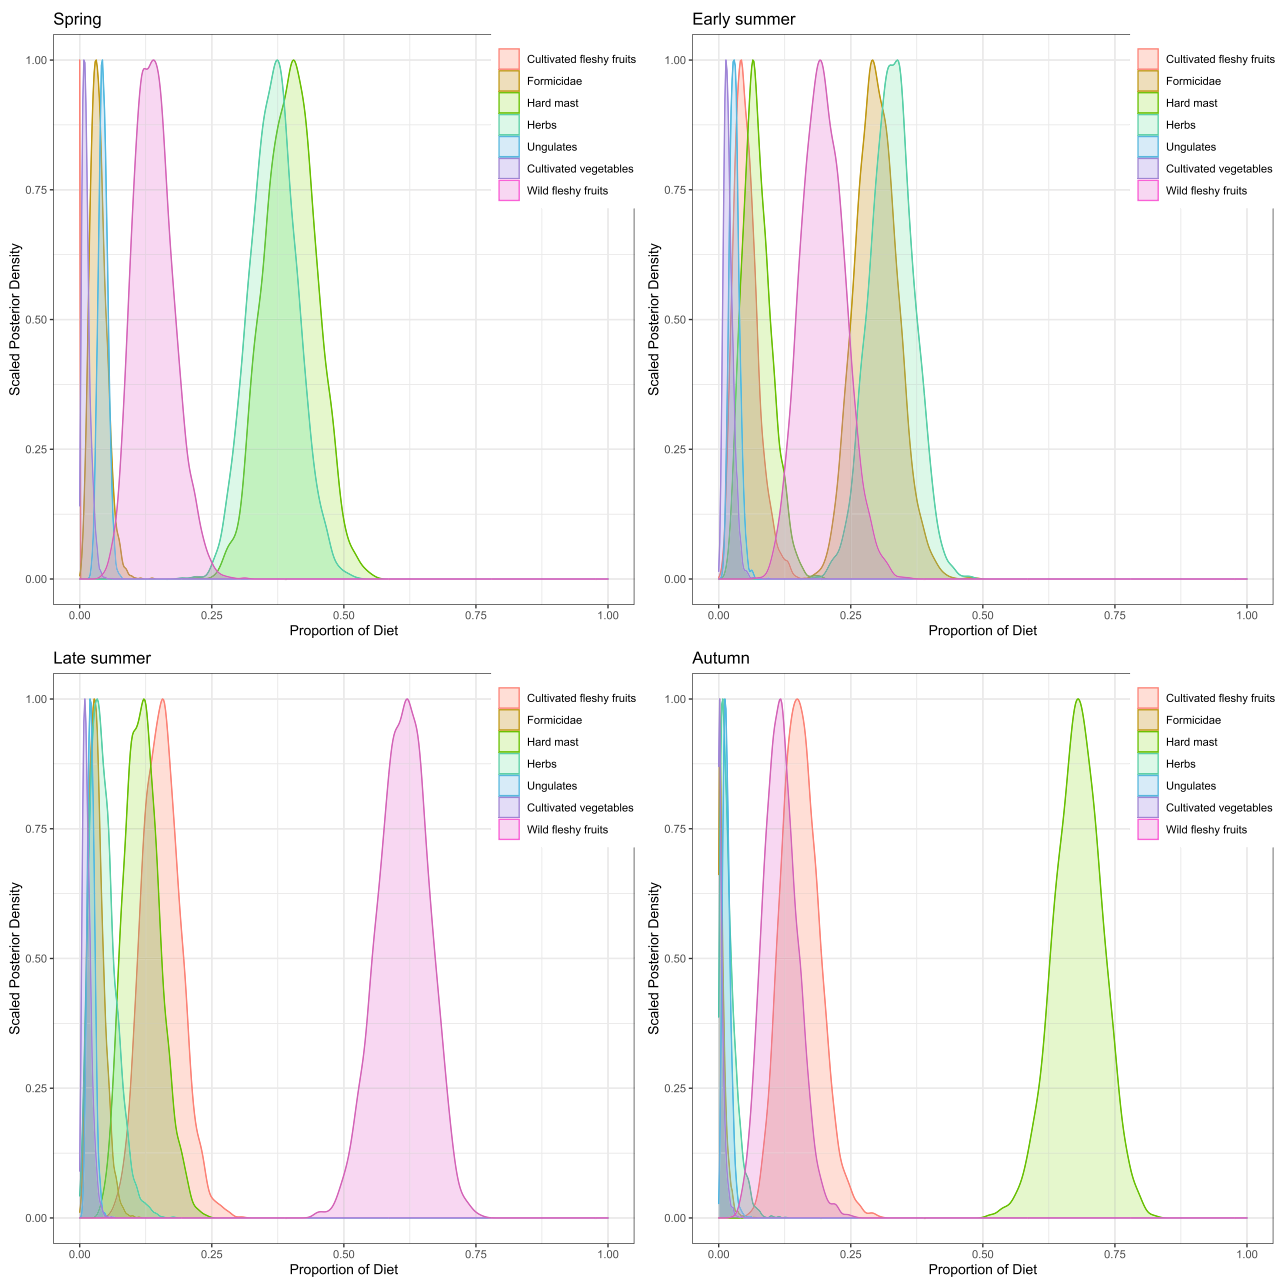 Spring
Cultivated fleshy fruits
Formicidae
Hard mast
Herbs
Ungulates
Cultivated vegetables
Wild fleshy fruits
Scaled Posterior Density
1.00
0.75
0.50
0.25
0.00
0.00 0.25 0.50 0.75 1.00
Proportion of Diet
Early summer
Cultivated fleshy fruits
Formicidae
Hard mast
Herbs
Ungulates
Cultivated vegetables
Wild fleshy fruits
Scaled Posterior Density
1.00
0.75
0.50
0.25
0.00
0.00 0.25 0.50 0.75 1.00
Proportion of Diet
Late summer
Cultivated fleshy fruits
Formicidae
Hard mast
Herbs
Ungulates
Cultivated vegetables
Wild fleshy fruits
Scaled Posterior Density
1.00
0.75
0.50
0.25
0.00
0.00 0.25 0.50 0.75 1.00
Proportion of Diet
Autumn
Cultivated fleshy fruits
Formicidae
Hard mast
Herbs
Ungulates
Cultivated vegetables
Wild fleshy fruits
Scaled Posterior Density
1.00
0.75
0.50
0.25
0.00
0.00 0.25 0.50 0.75 1.00
Proportion of Diet